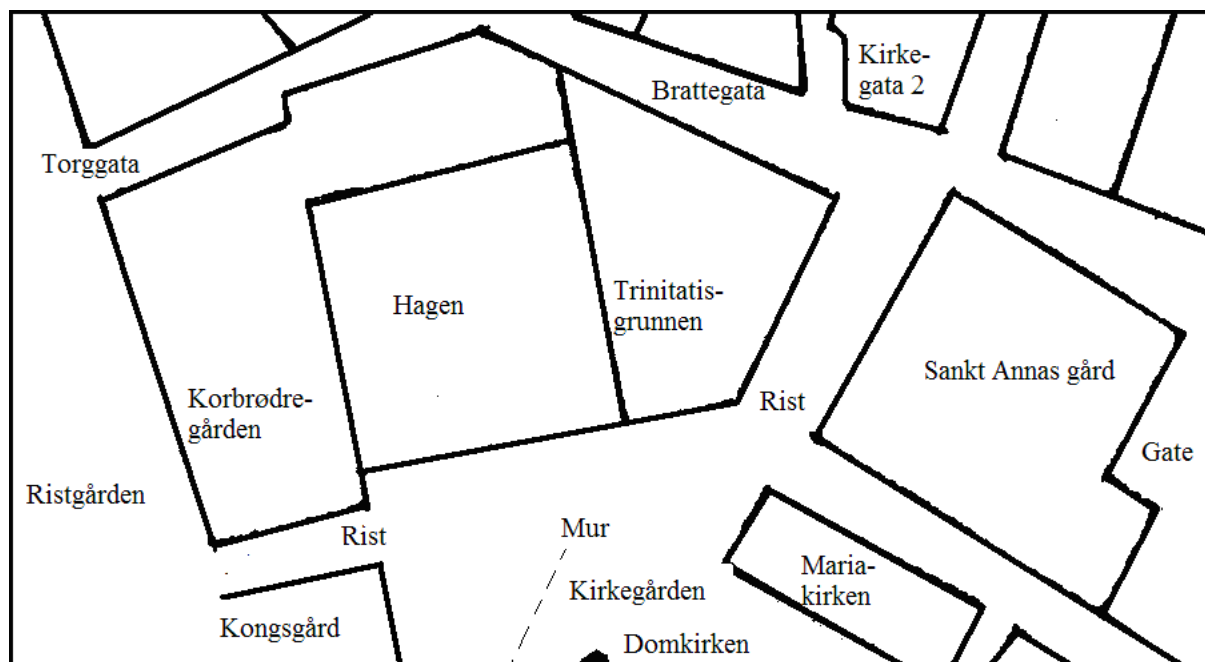 Kirke-
gata 2
Brattegata
Torggata
Hagen
Trinitatis-
grunnen
Sankt Annas gård
Korbrødre-
gården
Rist
Gate
Ristgården
Rist
Mur
Maria-
kirken
Kirkegården
Kongsgård
Domkirken